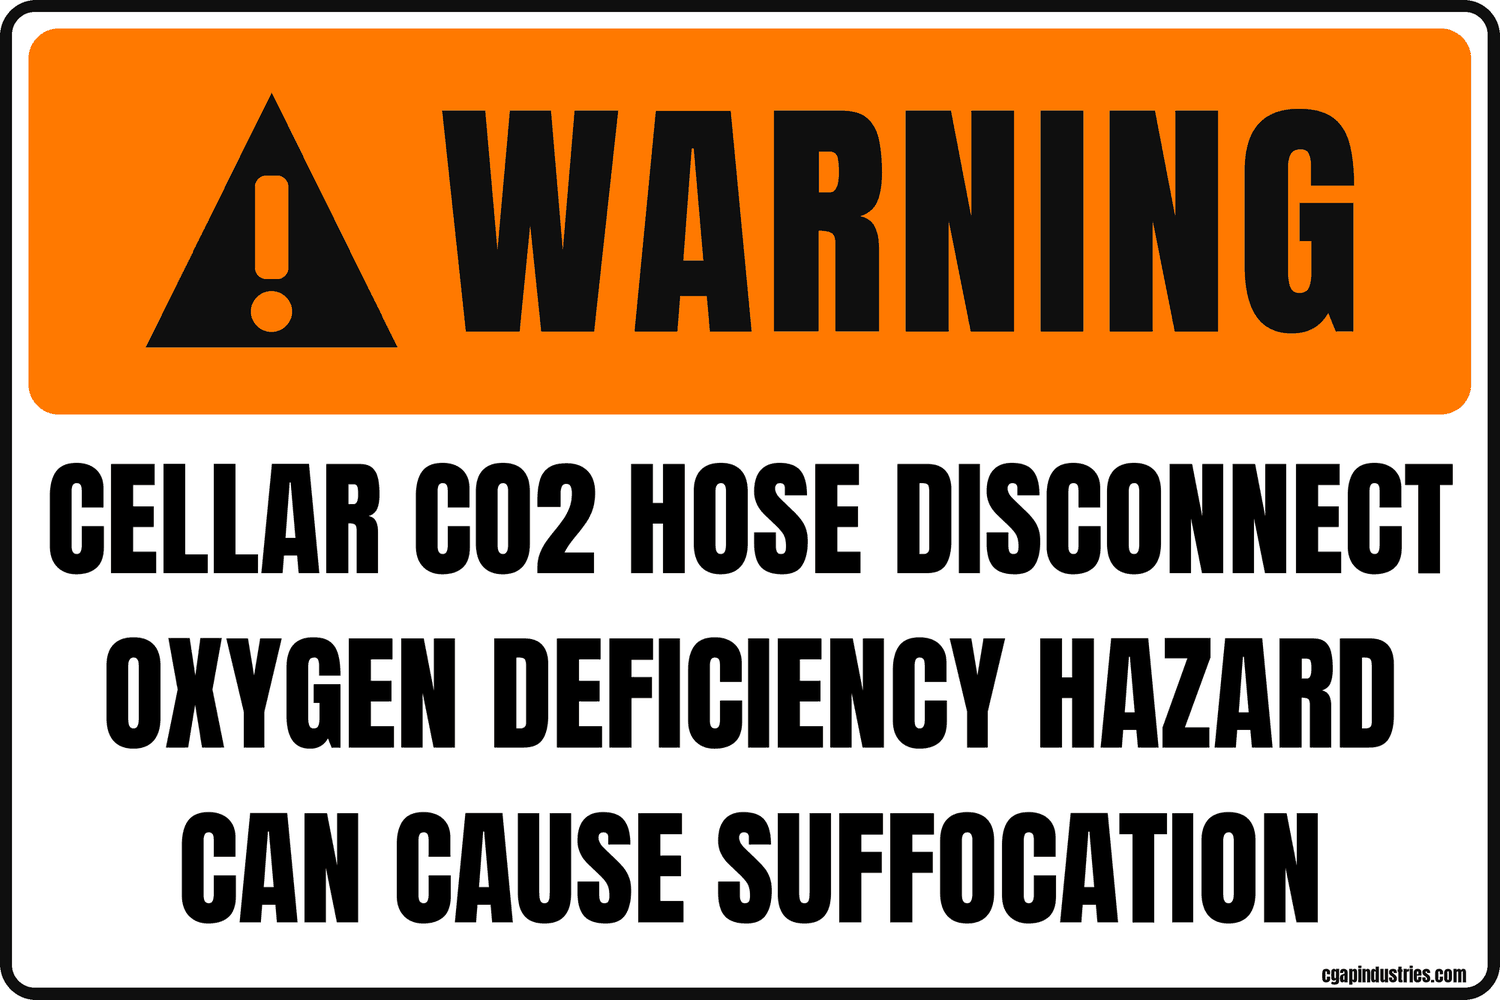 WARNING
CELLAR CO2 HOSE DISCONNECT
OXYGEN DEFICIENCY HAZARD
CAN CAUSE SUFFOCATION
cgapindustries.com